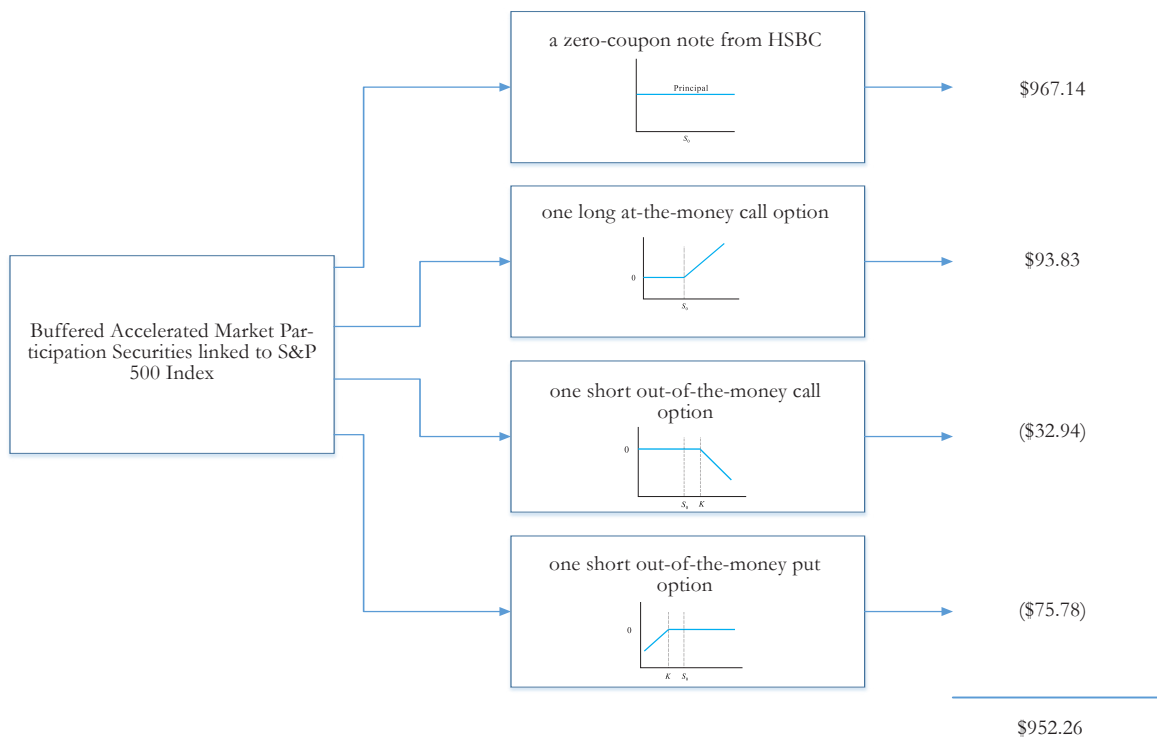 a zero-coupon note from HSBC
Principal
S0
$967.14
one long at-the-money call option
0
S0
$93.83
Buffered Accelerated Market Par-
ticipation Securities linked to S&P
500 Index
one short out-of-the-money call
option
0
S0 K
($32.94)
one short out-of-the-money put
option
0
K S0
($75.78)
$952.26